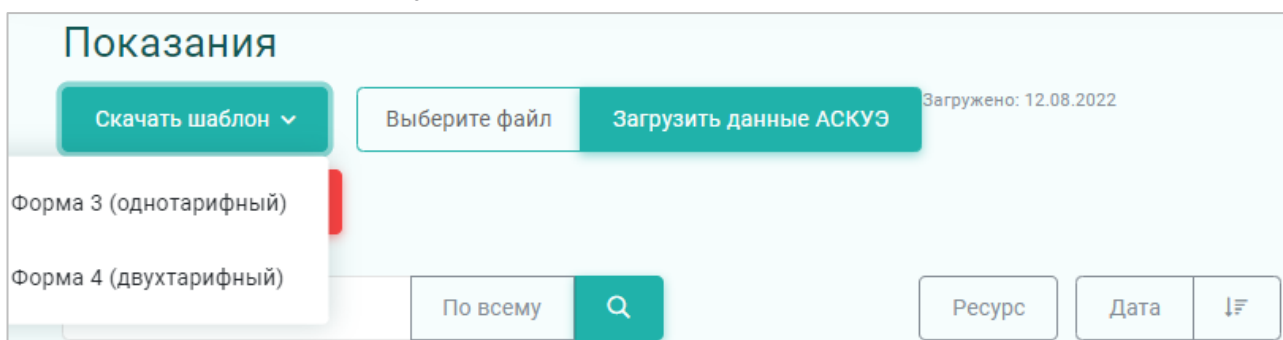 Показания
Скачать шаблон
Выберите файл
Загрузить данные АСКУЭ
Загружено: 12.08.2022
Форма 3 (однотарифный)
Форма 4 (двухтарифный)
По всему
Ресурс
Дата